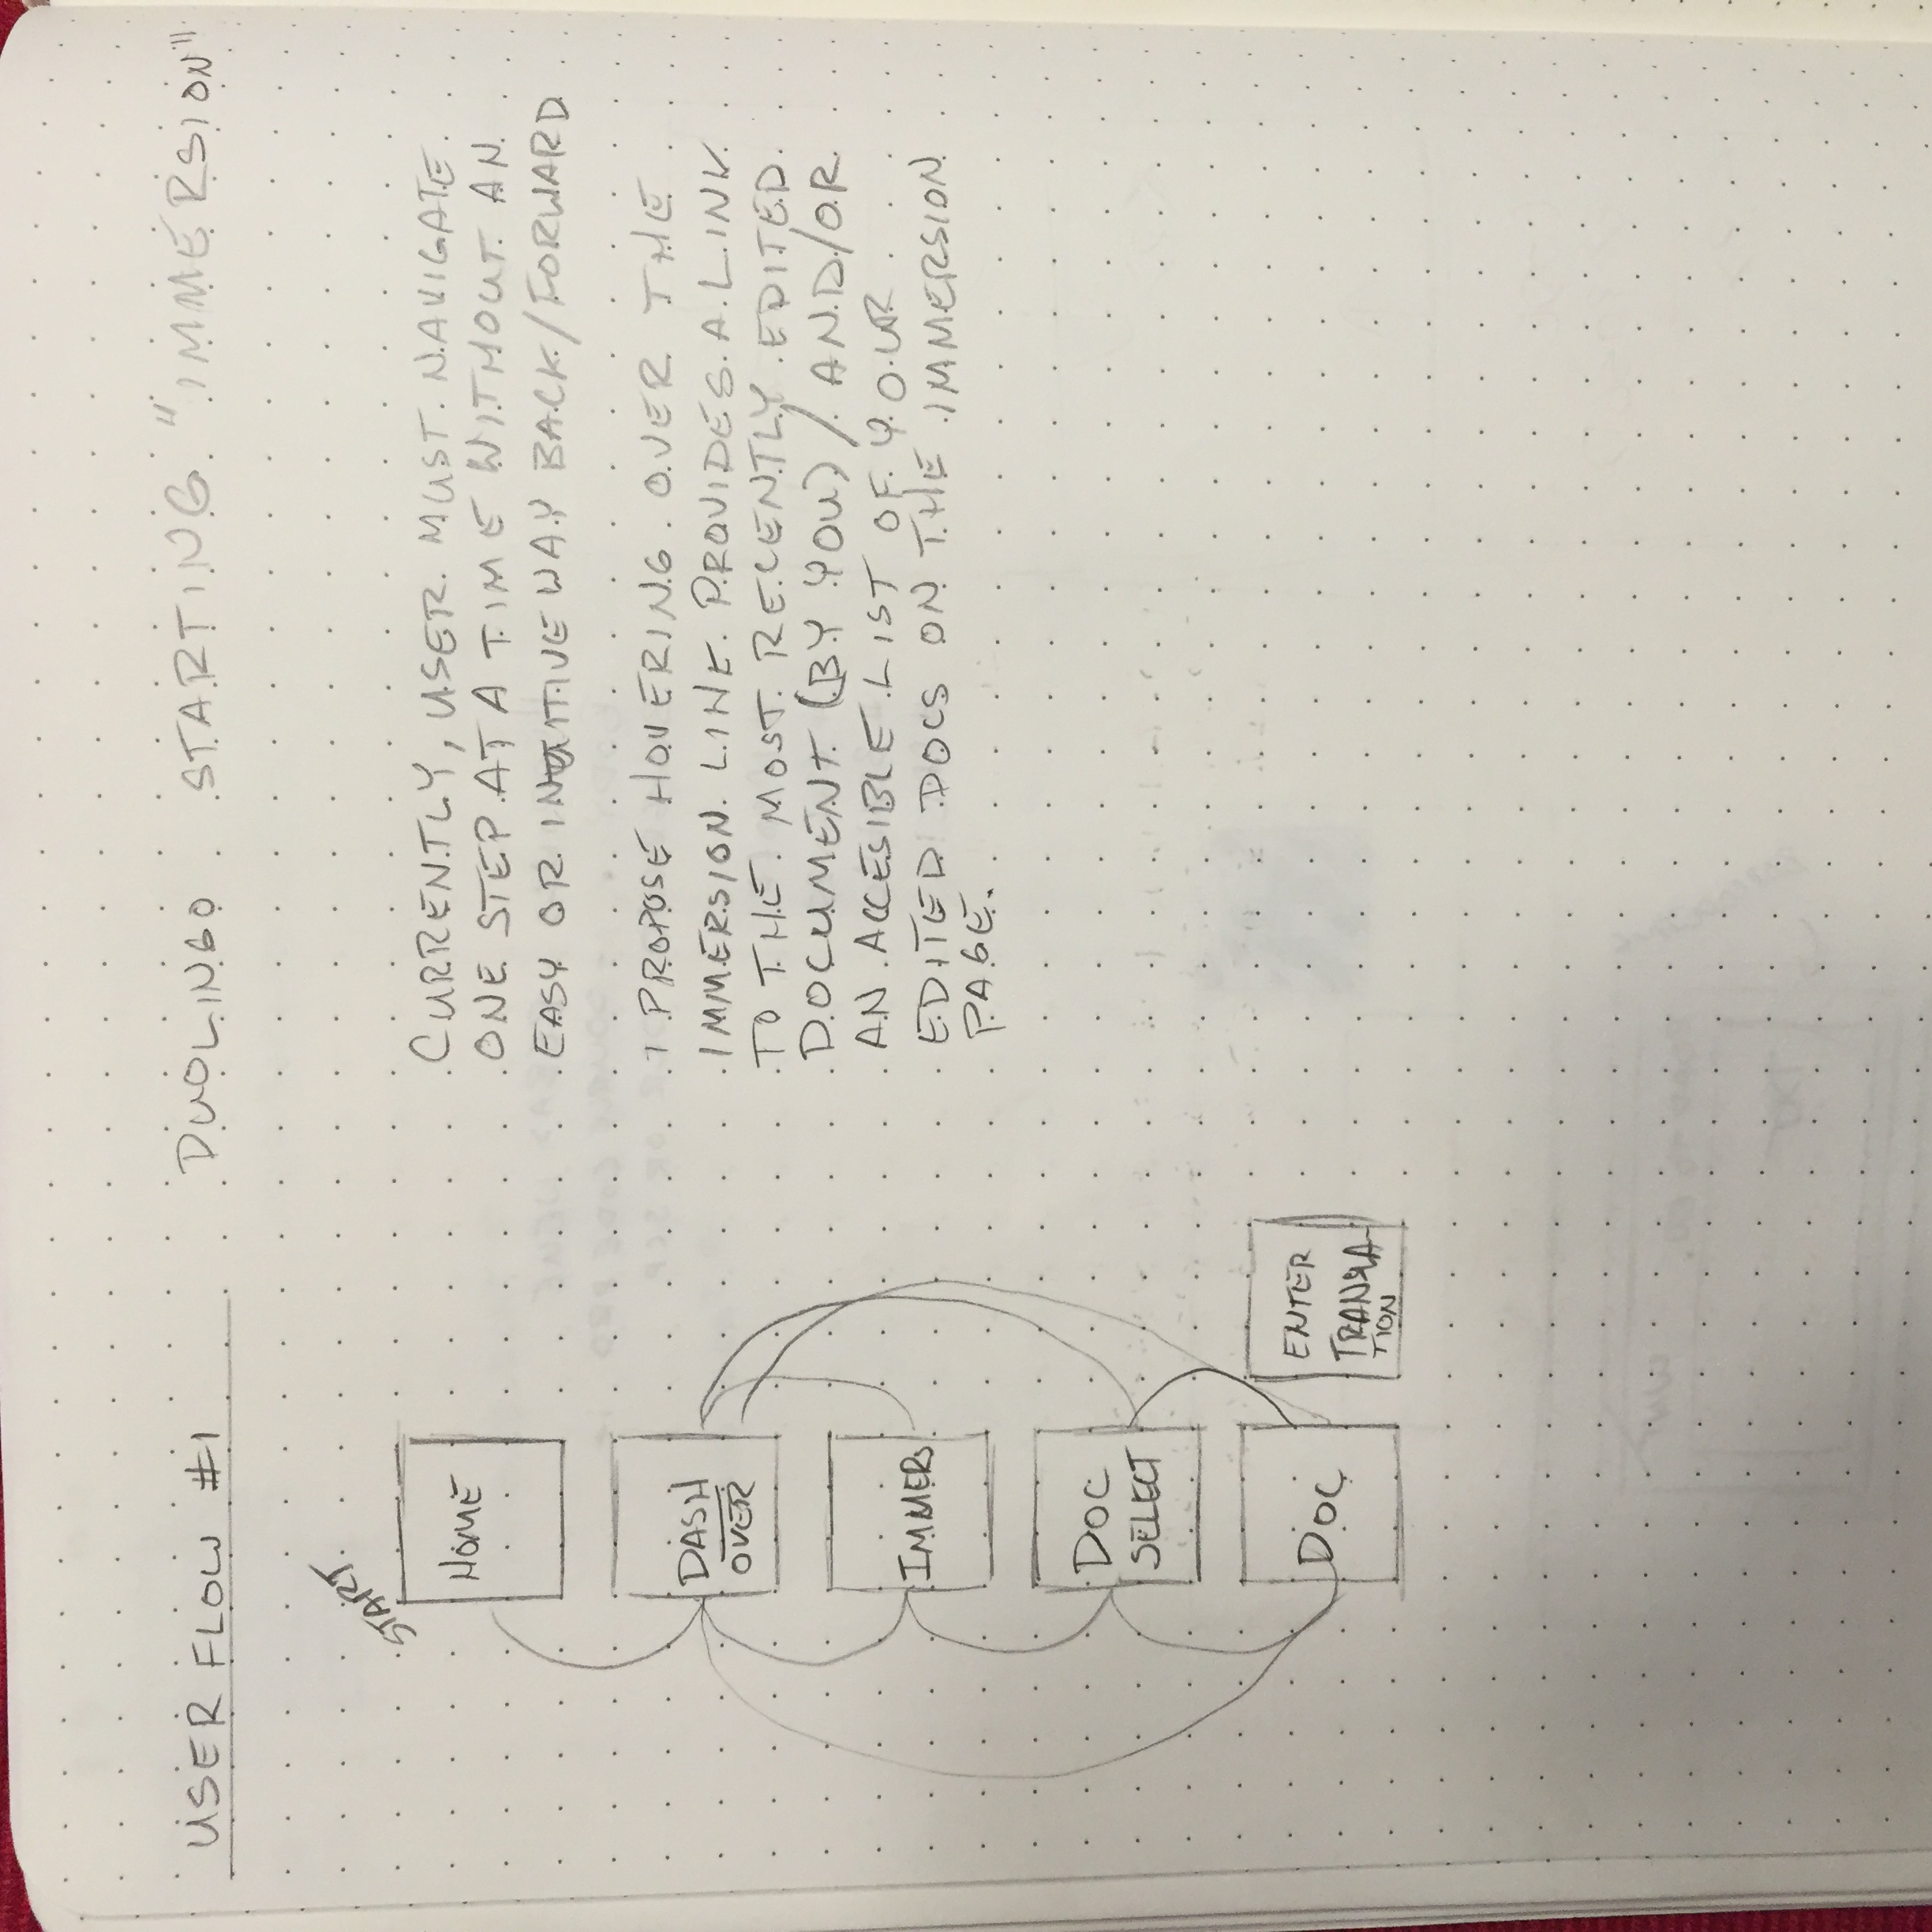 USER FLOW #1 DUOLINGO STARTING "IMMERSION"
START
HOME
DASH
OVER
IMMERS
DOC
SELECT
DOC
ENTER
TRANSLA-
TION
CURRENTLY, USER MUST NAVIGATE
ONE STEP AT A TIME WITHOUT AN
EASY OR INTUITIVE WAY BACK/FORWARD
I PROPOSE HOVERING OVER THE
IMMERSION LINK PROVIDES A LINK
TO THE MOST RECENTLY EDITED
DOCUMENT (BY YOU) / AND/OR
AN ACCESIBLE LIST OF YOUR
EDITED DOCS ON THE IMMERSION
PAGE.